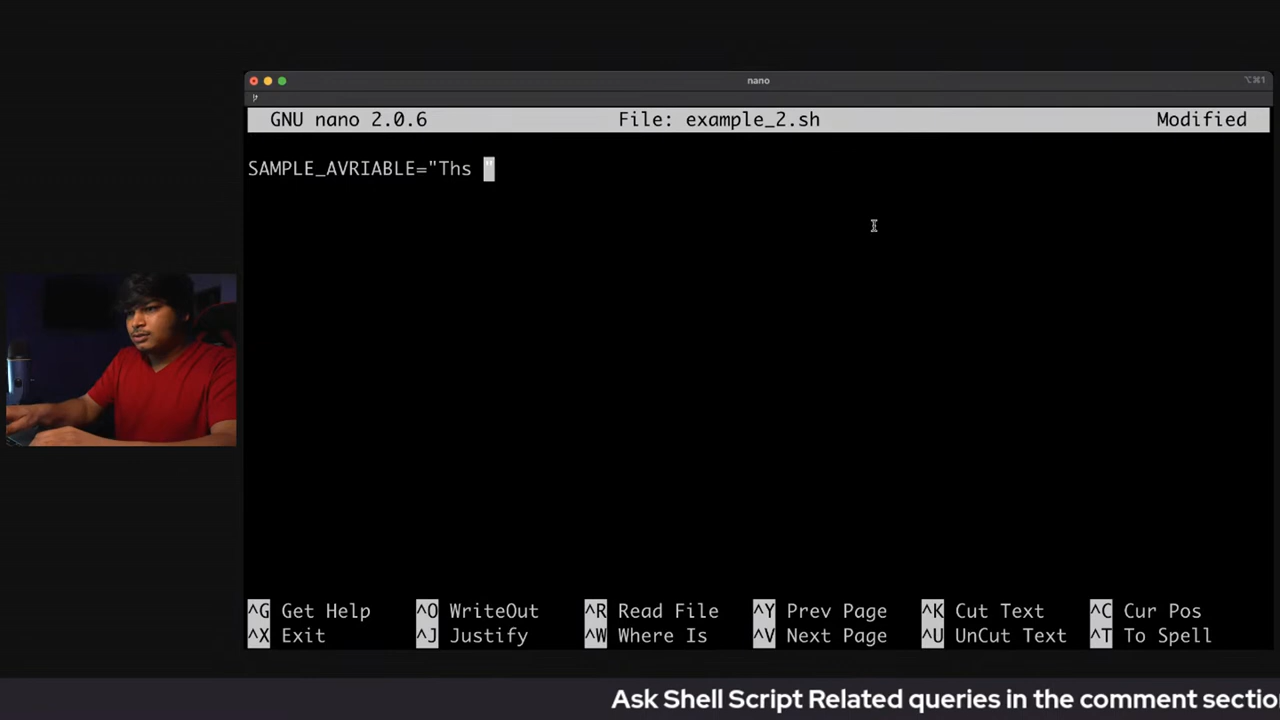 nano
⌥⌘1
GNU nano 2.0.6 File: example_2.sh Modified
SAMPLE_AVRIABLE="Ths "
^G Get Help ^O WriteOut ^R Read File ^Y Prev Page ^K Cut Text ^C Cur Pos
^X Exit ^J Justify ^W Where Is ^V Next Page ^U UnCut Text ^T To Spell
Ask Shell Script Related queries in the comment sectio